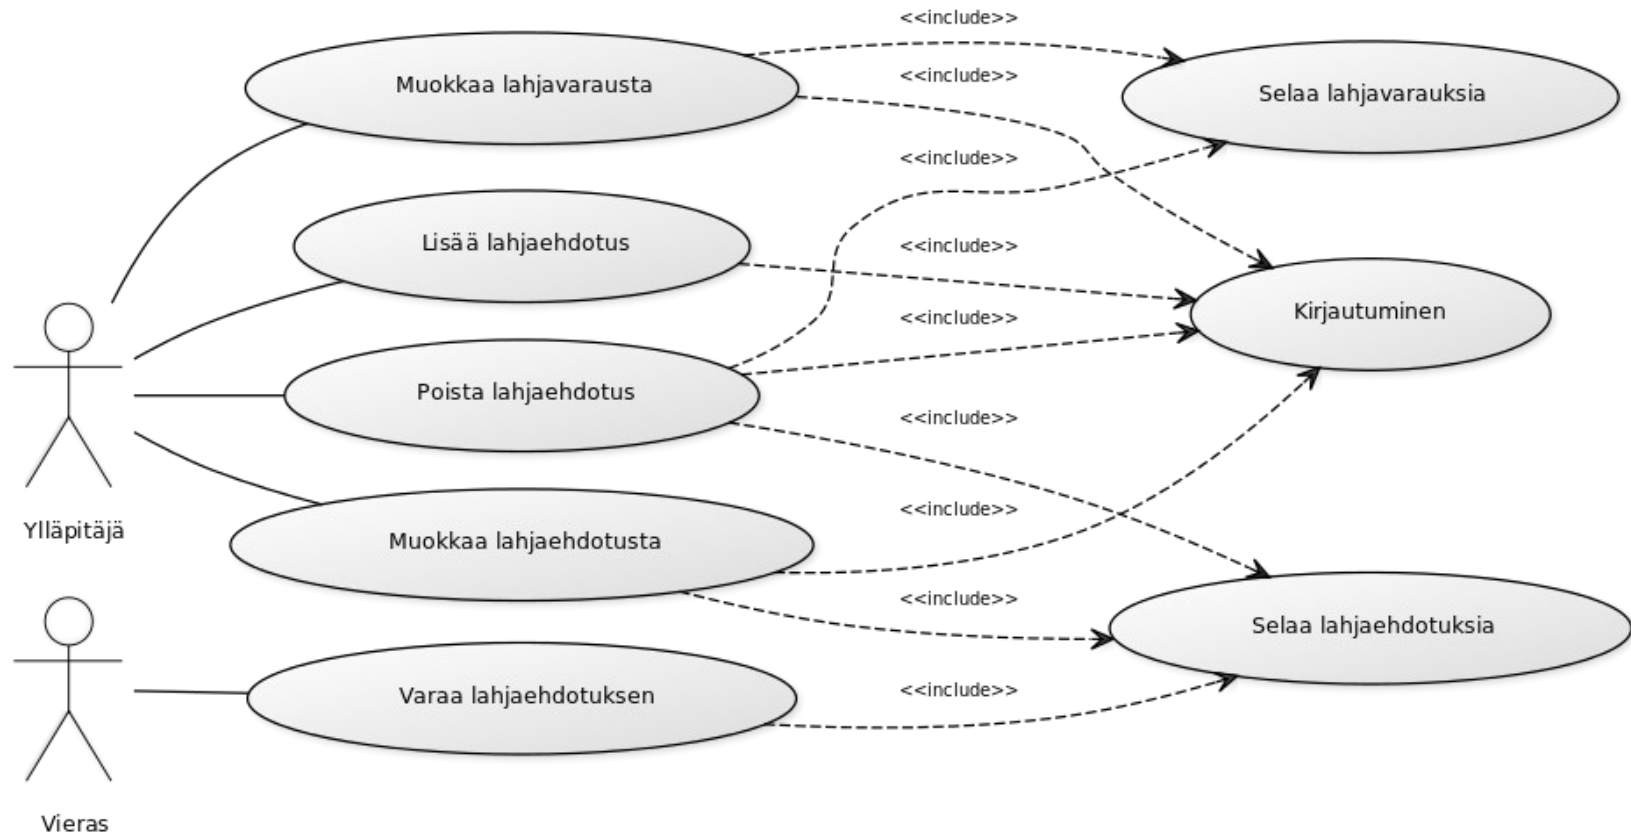 <<include>>
Muokkaa lahjavarausta
<<include>>
Selaa lahjavarauksia
<<include>>
Lisää lahjaehdotus
<<include>>
Kirjautuminen
<<include>>
Poista lahjaehdotus
<<include>>
Ylläpitäjä
<<include>>
Muokkaa lahjaehdotusta
<<include>>
Selaa lahjaehdotuksia
Varaa lahjaehdotuksen
<<include>>
Vieras